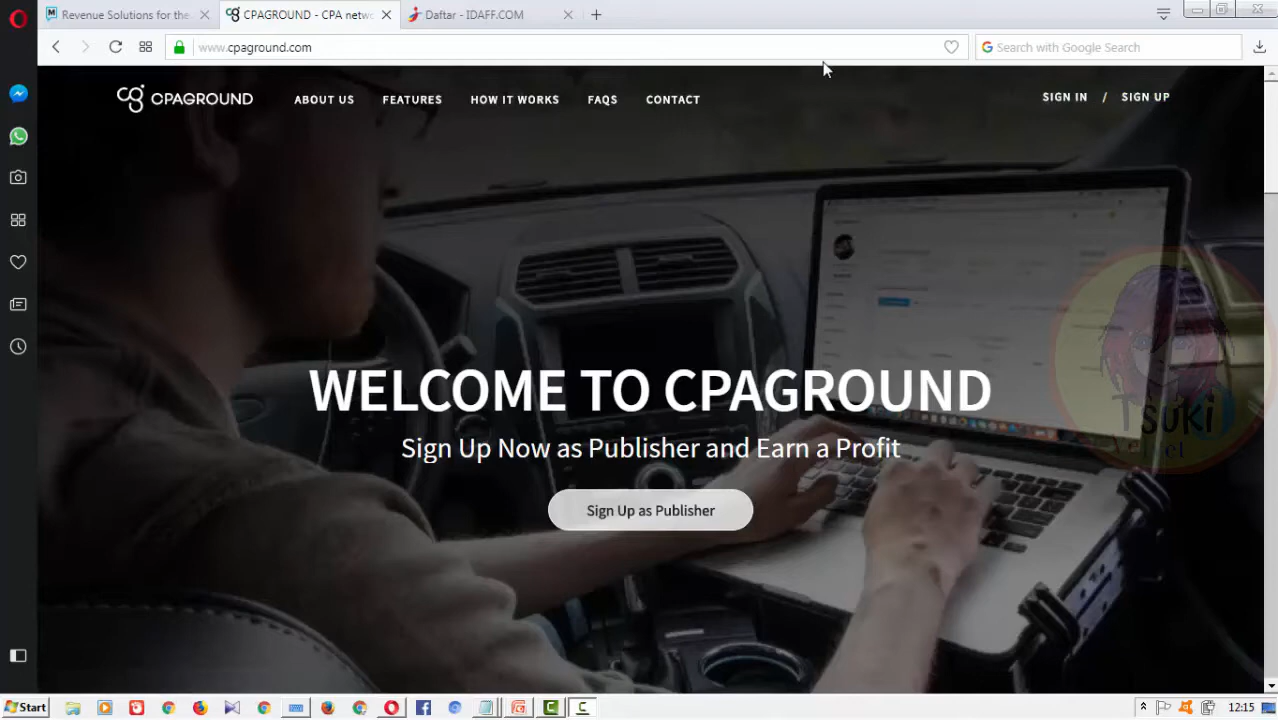 Revenue Solutions for the
CPAGROUND - CPA netwo
Daftar - IDAFF.COM
www.cpaground.com
Search with Google Search
CPAGROUND
ABOUT US
FEATURES
HOW IT WORKS
FAQS
CONTACT
SIGN IN / SIGN UP
WELCOME TO CPAGROUND
Sign Up Now as Publisher and Earn a Profit
Sign Up as Publisher
Tsuki
Start
12:15